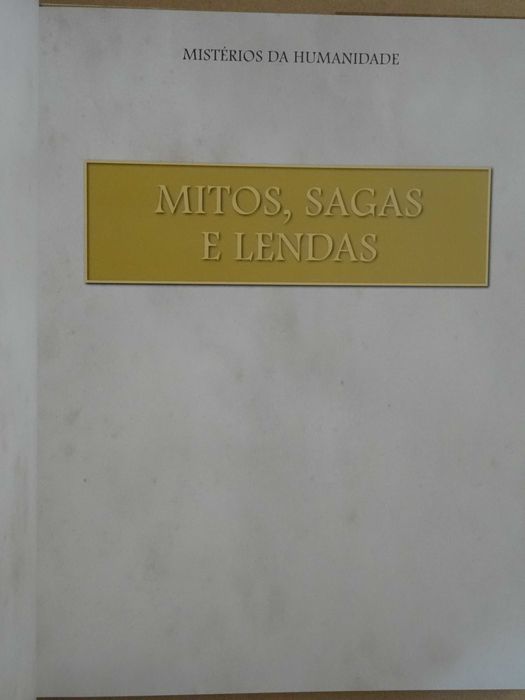 MISTÉRIOS DA HUMANIDADE
MITOS, SAGAS
E LENDAS